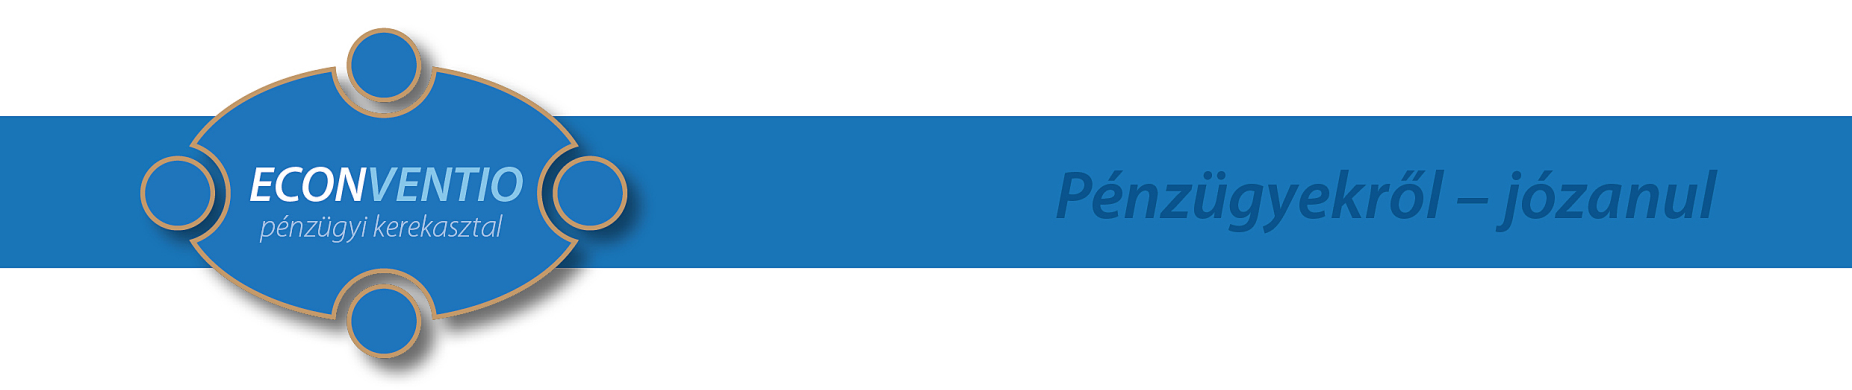 ECONVENTIO
pénzügyi kerekasztal
Pénzügyekről – józanul